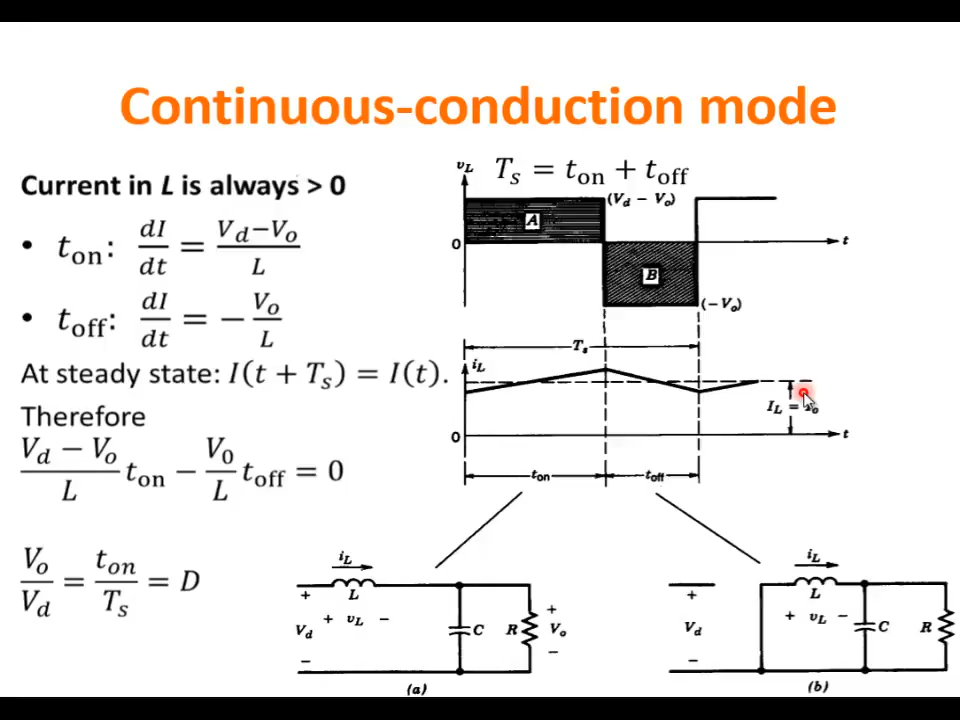 Continuous-conduction mode
Current in L is always > 0
• t_on: dI/dt = (V_d−V_o)/L
• t_off: dI/dt = −V_o/L
At steady state: I(t + T_s) = I(t).
Therefore
(V_d − V_o)/L t_on − V_0/L t_off = 0
V_o/V_d = t_on/T_s = D
T_s = t_on + t_off
v_L
(V_d − V_o)
A
0
t
B
(−V_o)
T_s
i_L
I_L = I_o
0
t
t_on
t_off
i_L
L
+
+ v_L −
V_d
C
R
+
V_o
−
−
(a)
i_L
L
+
+ v_L −
V_d
C
R
−
(b)